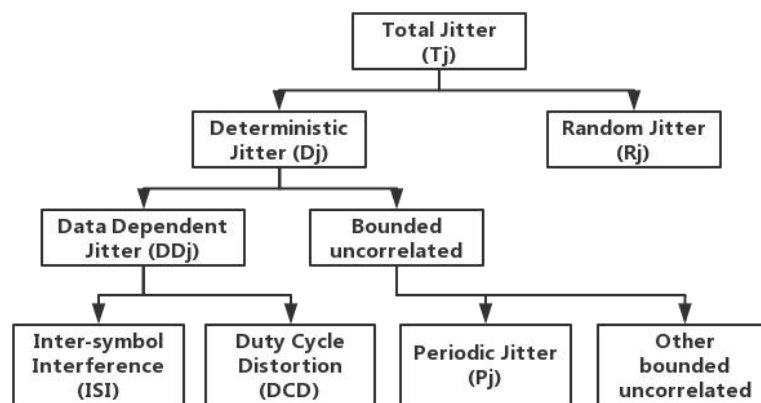 Total Jitter
(Tj)
Deterministic
Jitter (Dj)
Random Jitter
(Rj)
Data Dependent
Jitter (DDj)
Bounded
uncorrelated
Inter-symbol
Interference
(ISI)
Duty Cycle
Distortion
(DCD)
Periodic Jitter
(Pj)
Other
bounded
uncorrelated